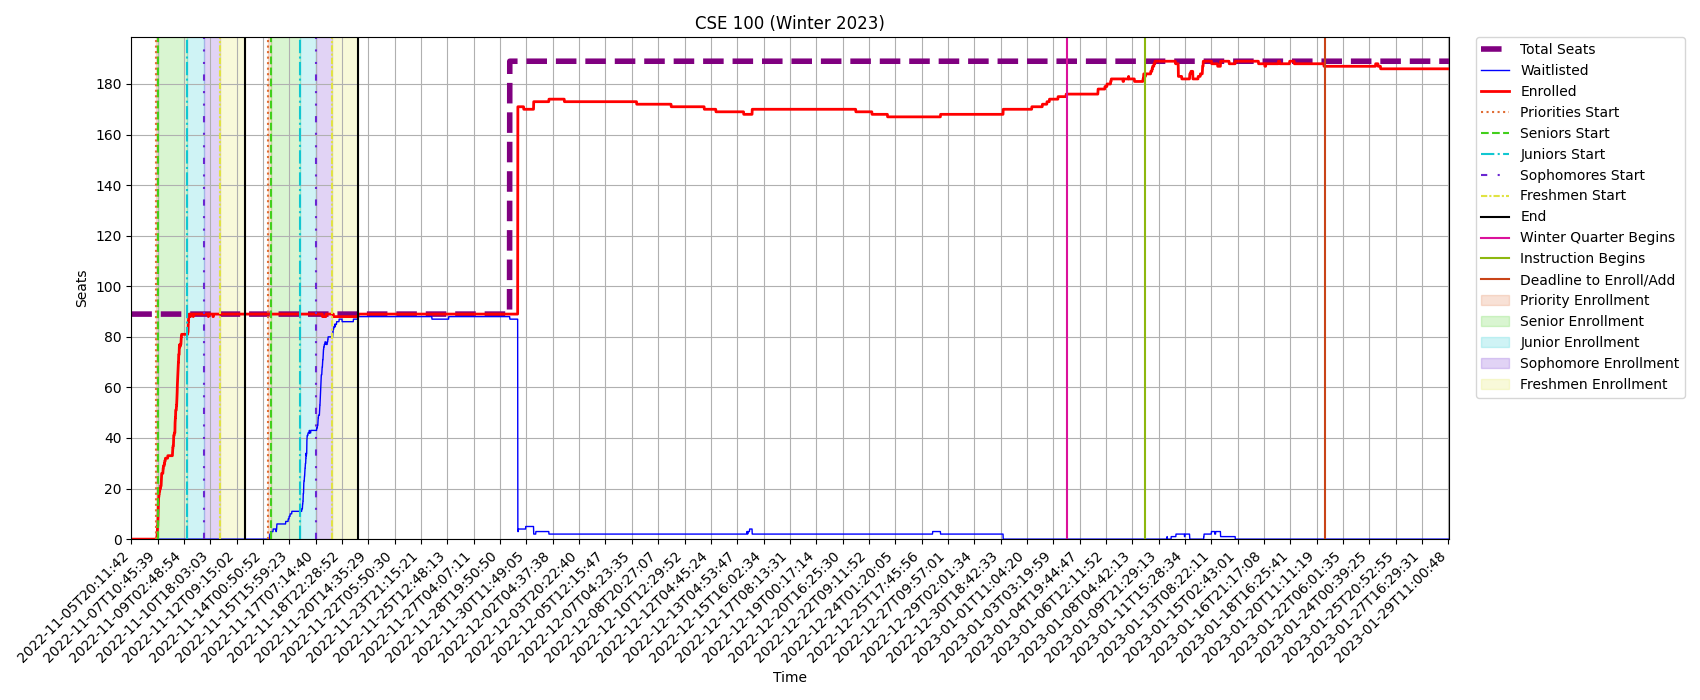 CSE 100 (Winter 2023)
Seats
180
160
140
120
100
80
60
40
20
0
2022-11-05T20:11:42
2022-11-07T10:45:39
2022-11-09T02:48:54
2022-11-10T18:03:03
2022-11-12T09:15:02
2022-11-14T00:50:52
2022-11-15T15:59:23
2022-11-17T07:14:40
2022-11-18T22:28:52
2022-11-20T14:35:29
2022-11-22T05:50:30
2022-11-23T21:15:21
2022-11-25T12:48:13
2022-11-27T04:07:11
2022-11-28T19:50:50
2022-11-30T11:49:05
2022-12-02T04:37:38
2022-12-03T20:22:40
2022-12-05T12:15:47
2022-12-07T04:23:35
2022-12-08T20:27:07
2022-12-10T12:29:52
2022-12-12T04:45:24
2022-12-13T04:53:47
2022-12-15T16:02:34
2022-12-17T08:13:31
2022-12-19T00:17:14
2022-12-20T16:25:30
2022-12-22T09:11:52
2022-12-24T01:20:05
2022-12-25T17:45:56
2022-12-27T09:57:01
2022-12-29T02:01:34
2022-12-30T18:42:33
2023-01-01T11:04:20
2023-01-03T03:19:59
2023-01-04T19:44:47
2023-01-06T12:11:52
2023-01-08T04:42:13
2023-01-09T21:29:13
2023-01-11T15:28:34
2023-01-13T08:22:11
2023-01-15T02:43:01
2023-01-16T21:17:08
2023-01-18T16:25:41
2023-01-20T11:11:19
2023-01-22T06:01:35
2023-01-24T00:39:25
2023-01-25T20:52:55
2023-01-27T16:29:31
2023-01-29T11:00:48
Time
Total Seats
Waitlisted
Enrolled
Priorities Start
Seniors Start
Juniors Start
Sophomores Start
Freshmen Start
End
Winter Quarter Begins
Instruction Begins
Deadline to Enroll/Add
Priority Enrollment
Senior Enrollment
Junior Enrollment
Sophomore Enrollment
Freshmen Enrollment